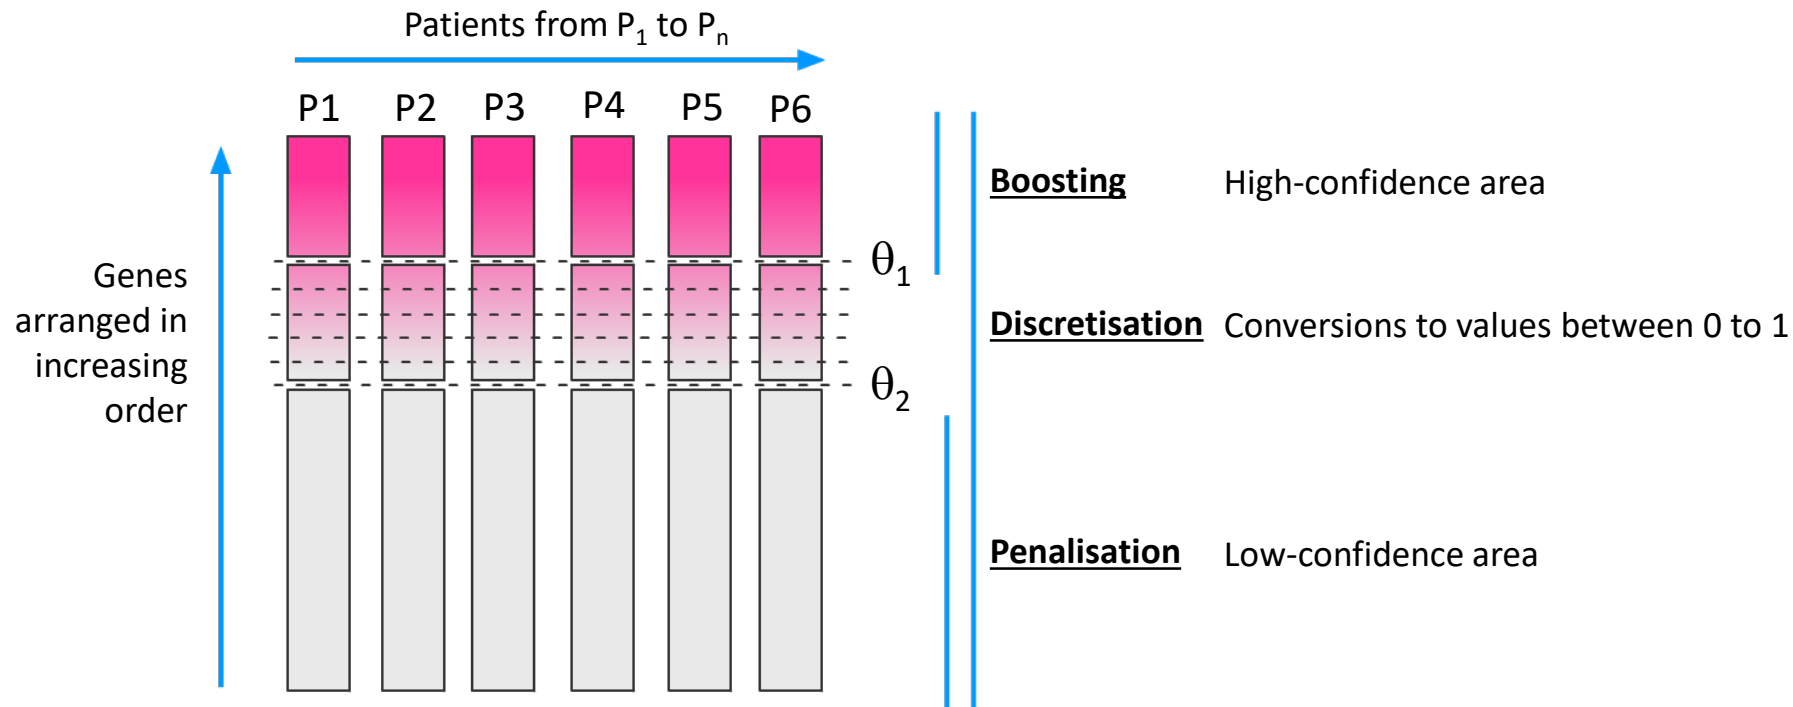 Patients from P₁ to Pₙ
P1 P2 P3 P4 P5 P6
Genes
arranged in
increasing
order
θ₁
θ₂
Boosting High-confidence area
Discretisation Conversions to values between 0 to 1
Penalisation Low-confidence area